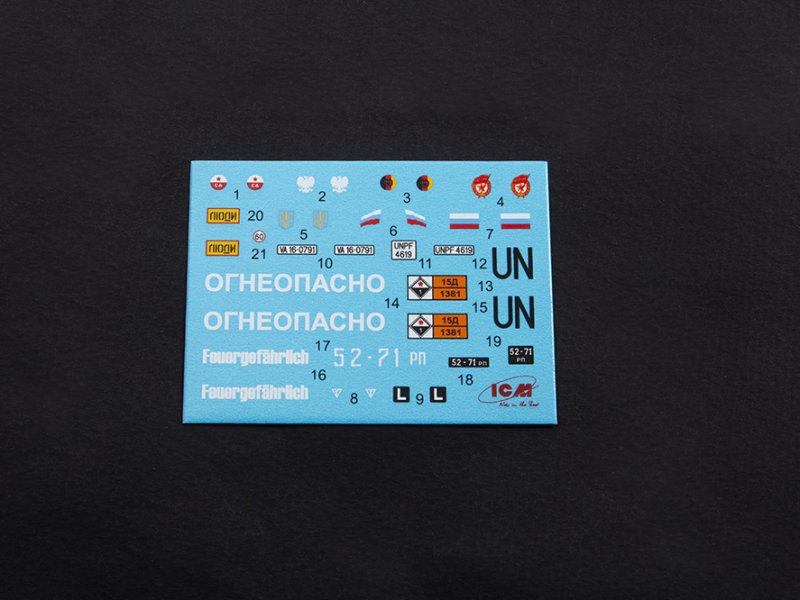 CA CA
1 2 3 4
ЛЮДИ 20
5 6 7
60
ЛЮДИ 21
VA 16-0791 VA 16-0791 UNPF 4619 UNPF 4619
10 11 12 UN
ОГНЕОПАСНО 15Д 1381 13
14 15 UN
ОГНЕОПАСНО 15Д 1381
17 19
Feuergefährlich 52-71 РП 52-71 РП 52-71 РП
16 18
Feuergefährlich 8 L 9 L ICM